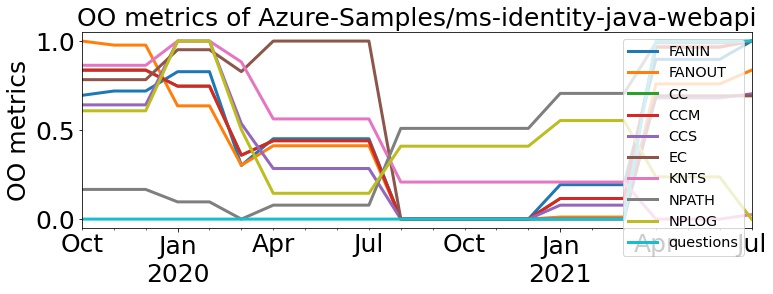 OO metrics of Azure-Samples/ms-identity-java-webapi
OO metrics
1.0
0.5
0.0
FANIN
FANOUT
CC
CCM
CCS
EC
KNTS
NPATH
NPLOG
questions
Oct Jan Apr Jul Oct Jan Apr Jul
2020 2021